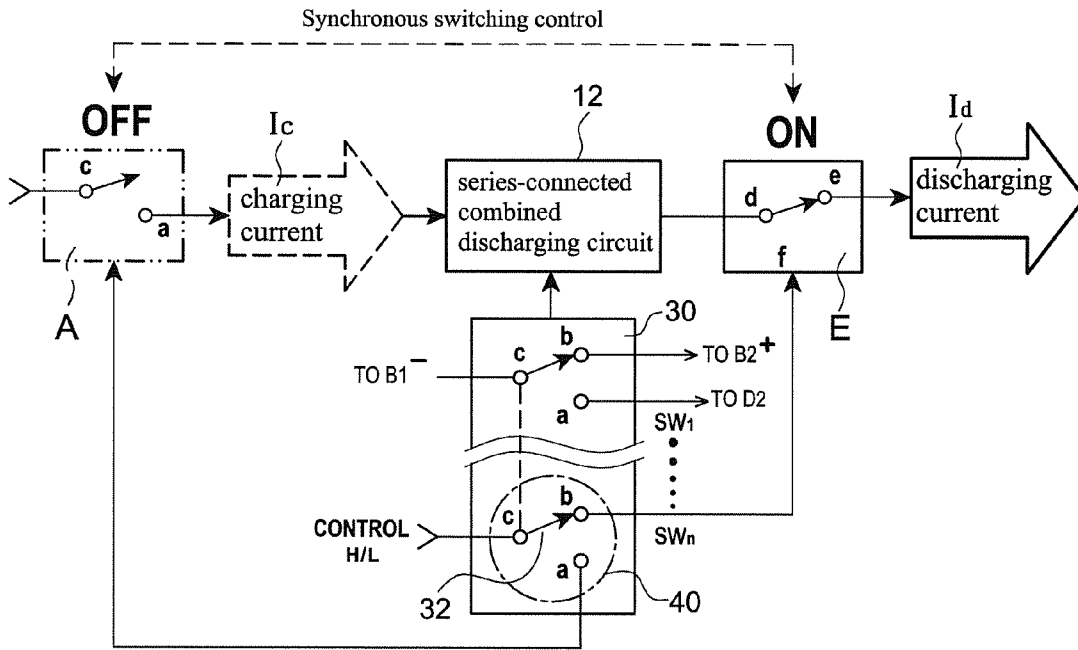 Synchronous switching control
OFF
Ic
12
ON
Id
c
a
charging
current
series-connected
combined
discharging circuit
d
e
f
discharging
current
A
E
30
TO B1⁻
c
b
TO B2⁺
a
TO D2
SW₁
CONTROL
H/L
c
b
SWn
a
32
40